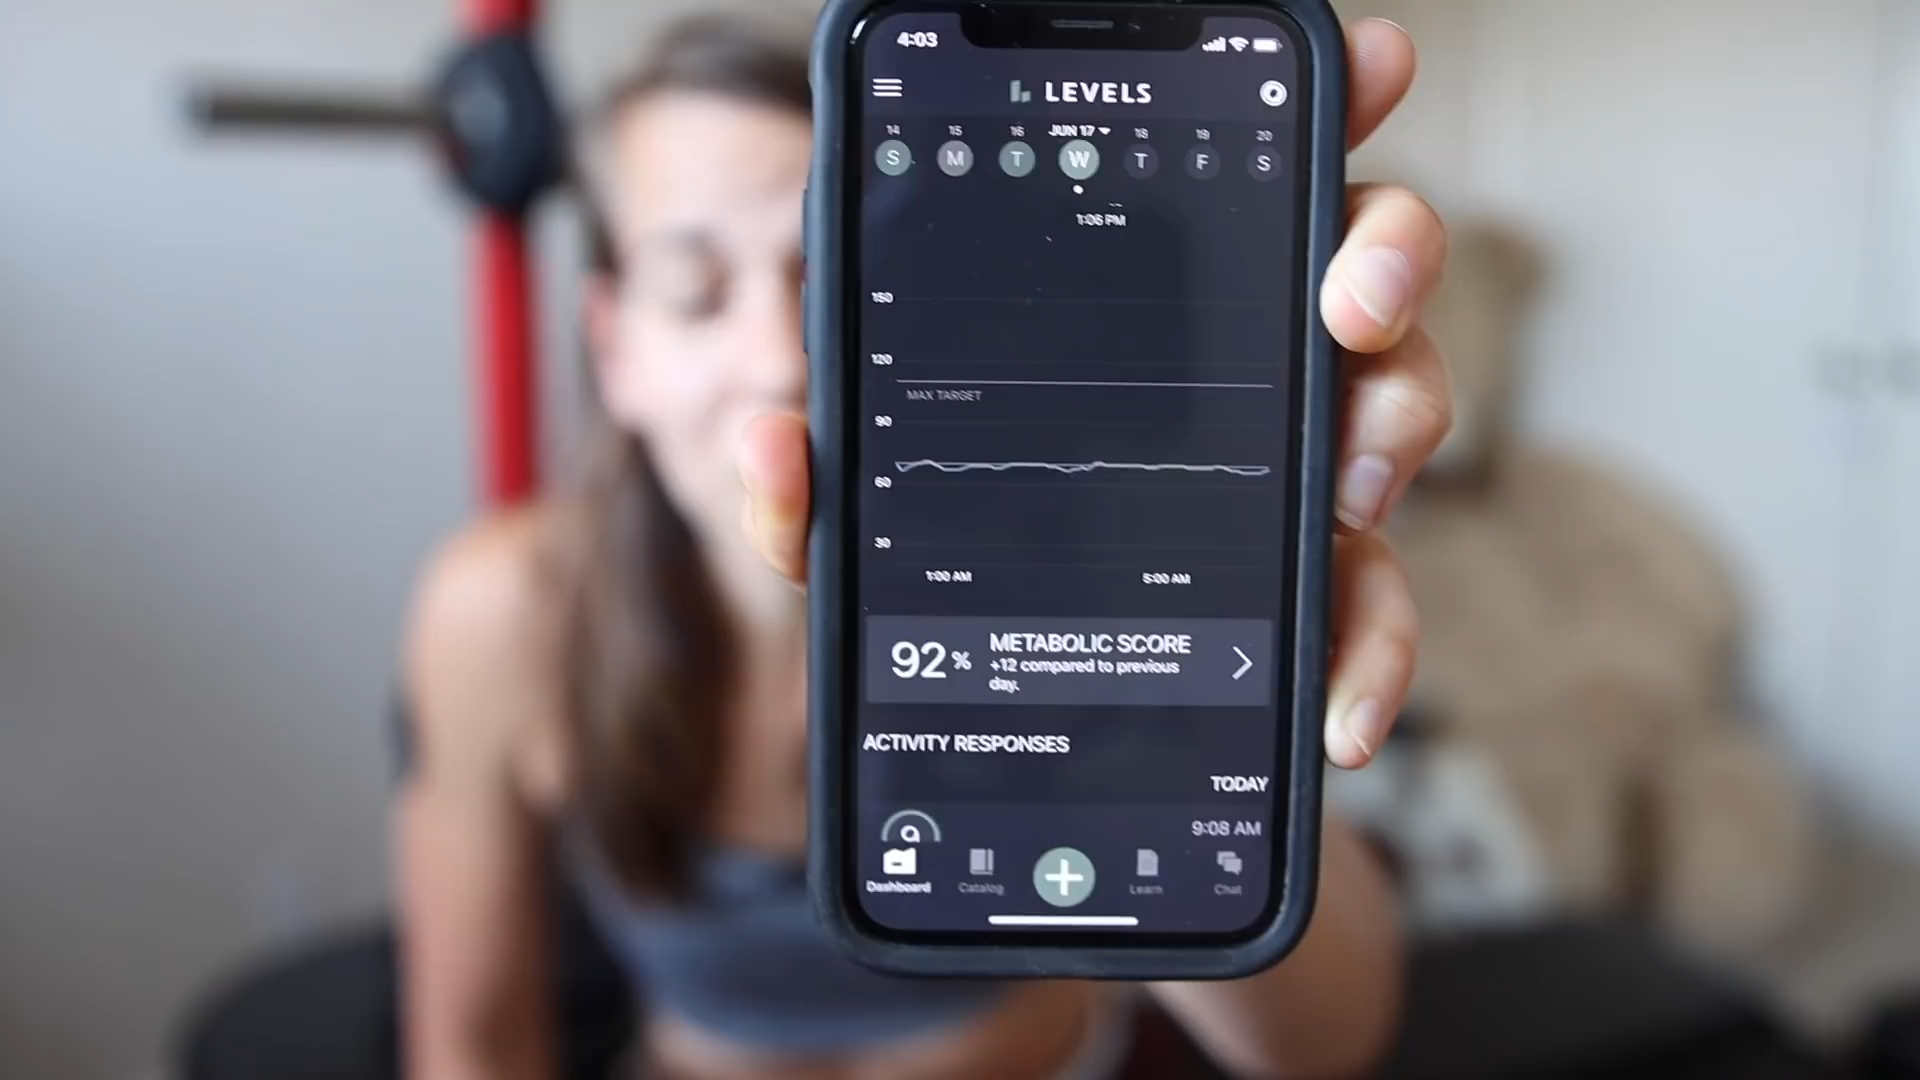 4:03
LEVELS
14 15 16 JUN 17 18 19 20
S M T W T F S
1:06 PM
150
120
MAX TARGET
90
60
30
1:00 AM 5:00 AM
92% METABOLIC SCORE
+12 compared to previous
day.
ACTIVITY RESPONSES
TODAY
9
9:08 AM
Dashboard Catalog Learn Chat